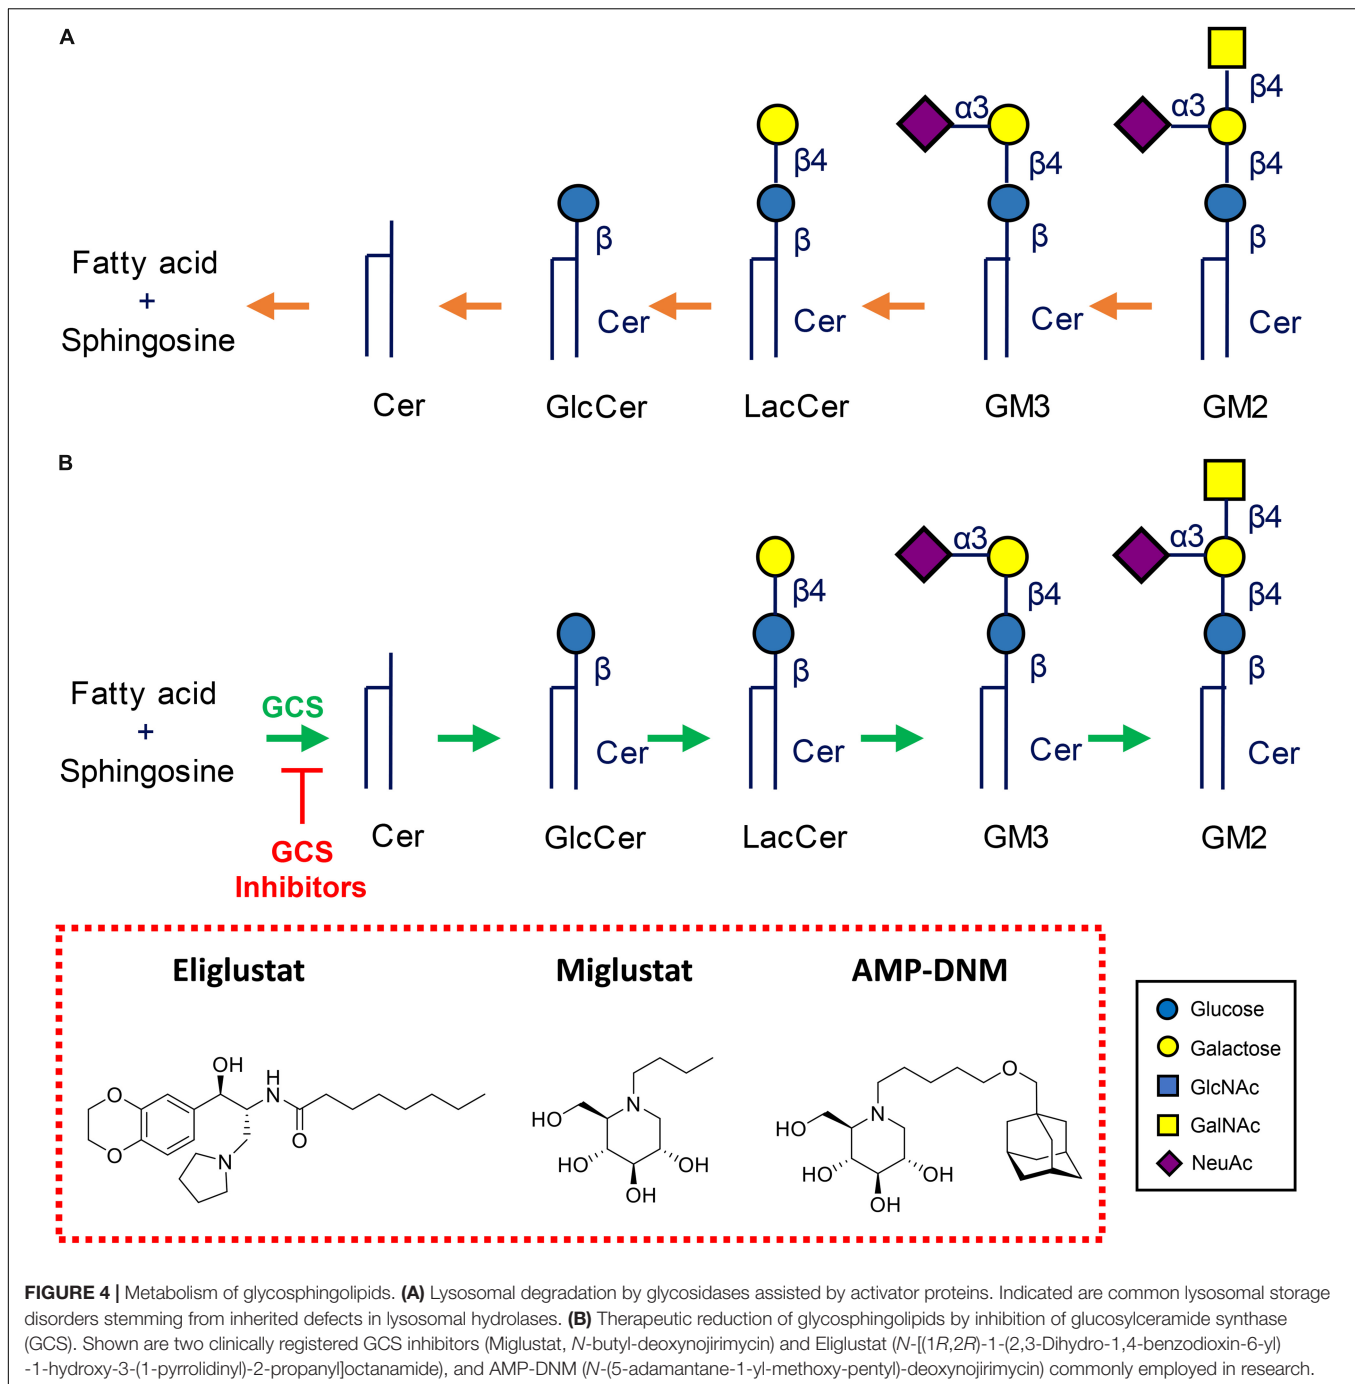 A
β4
α3
α3
β4
β4
β4
β
β
β
β
Fatty acid
+
Sphingosine
Cer
Cer
Cer
Cer
Cer
GlcCer
LacCer
GM3
GM2
B
β4
α3
α3
β4
β4
β4
β
β
β
β
Fatty acid
+
Sphingosine
GCS
Cer
Cer
Cer
Cer
GCS
Inhibitors
Cer
GlcCer
LacCer
GM3
GM2
Eliglustat
Miglustat
AMP-DNM
OH
H
N
O
O
O
N
N
HO
HO
OH
OH
O
N
HO
HO
OH
OH
Glucose
Galactose
GlcNAc
GalNAc
NeuAc
FIGURE 4 | Metabolism of glycosphingolipids. (A) Lysosomal degradation by glycosidases assisted by activator proteins. Indicated are common lysosomal storage
disorders stemming from inherited defects in lysosomal hydrolases. (B) Therapeutic reduction of glycosphingolipids by inhibition of glucosylceramide synthase
(GCS). Shown are two clinically registered GCS inhibitors (Miglustat, N-butyl-deoxynojirimycin) and Eliglustat (N-[(1R,2R)-1-(2,3-Dihydro-1,4-benzodioxin-6-yl)
-1-hydroxy-3-(1-pyrrolidinyl)-2-propanyl]octanamide), and AMP-DNM (N-(5-adamantane-1-yl-methoxy-pentyl)-deoxynojirimycin) commonly employed in research.